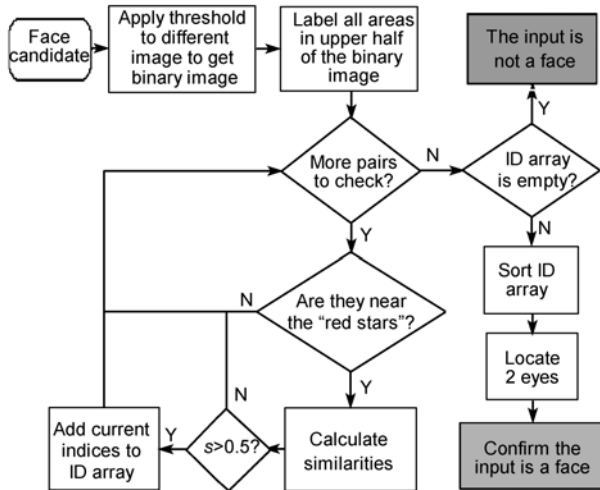 Face
candidate
Apply threshold
to different
image to get
binary image
Label all areas
in upper half
of the binary
image
The input is
not a face
Y
More pairs
to check?
N
ID array
is empty?
Y
N
Are they near
the “red stars”?
N
Sort ID
array
Y
Locate
2 eyes
N
Add current
indices to
ID array
Y
s>0.5?
Calculate
similarities
Confirm the
input is a face